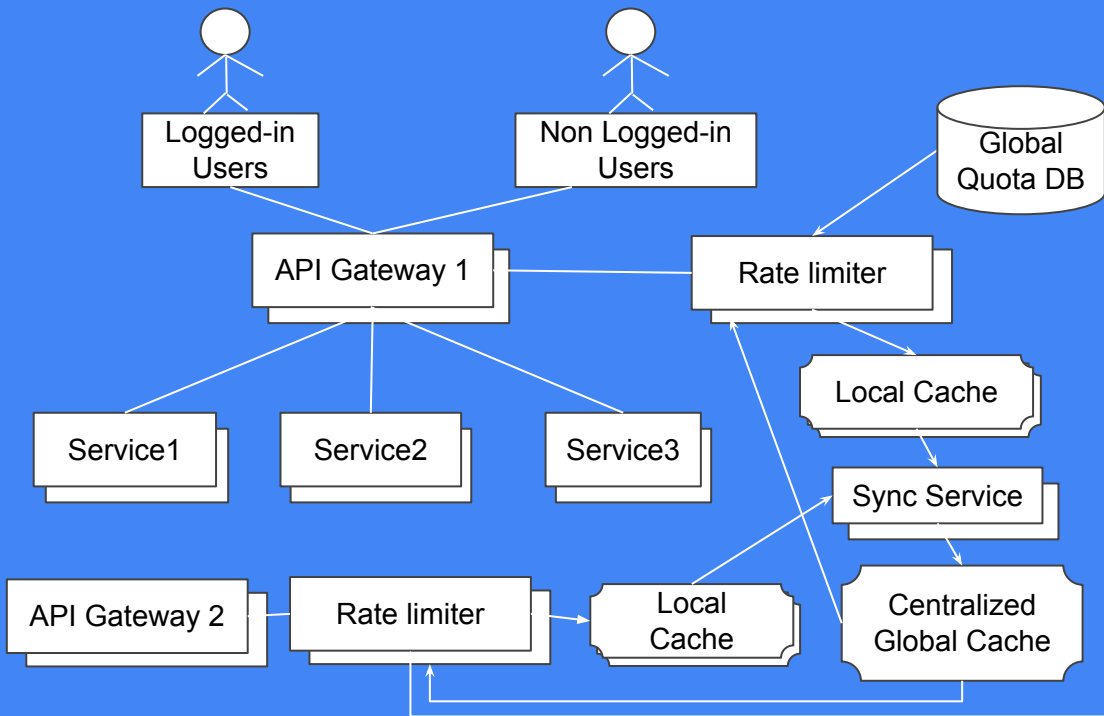 Logged-in
Users
Non Logged-in
Users
Global
Quota DB
API Gateway 1
Rate limiter
Local Cache
Service1
Service2
Service3
Sync Service
API Gateway 2
Rate limiter
Local
Cache
Centralized
Global Cache